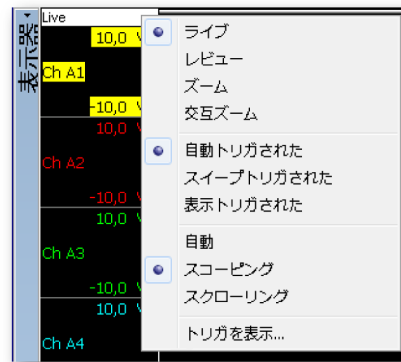 表示器
Live
10,0 V
Ch A1
-10,0 V
10,0 V
Ch A2
-10,0 V
10,0 V
Ch A3
-10,0 V
10,0 V
Ch A4
ライブ
レビュー
ズーム
交互ズーム
自動トリガされた
スイープトリガされた
表示トリガされた
自動
スコーピング
スクローリング
トリガを表示...